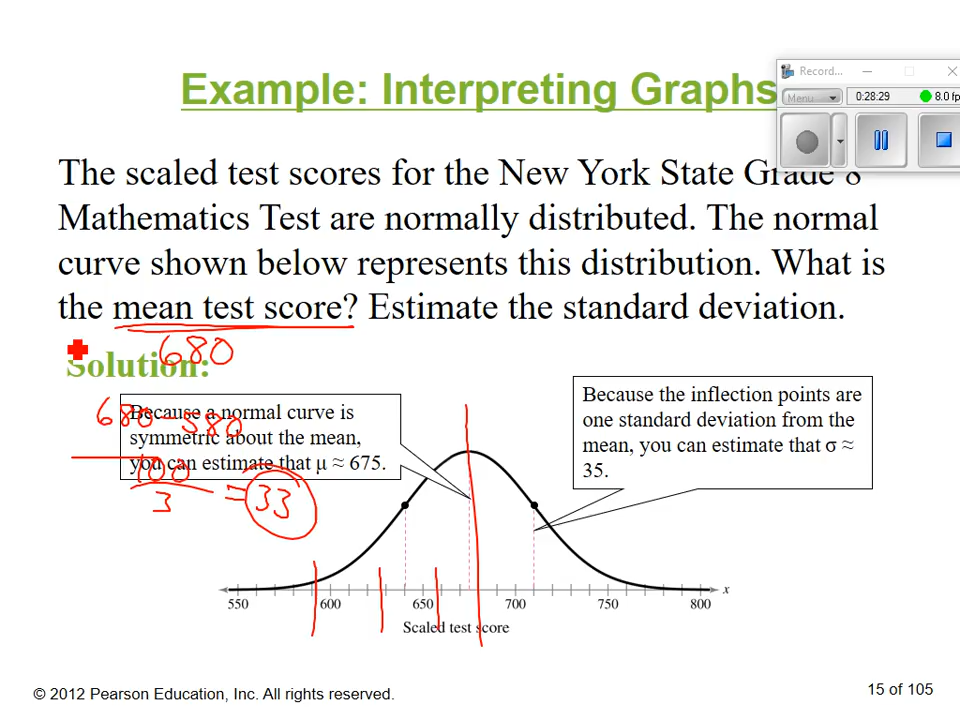 Example: Interpreting Graphs
Record...
Menu
0:28:29
8.0 fp
The scaled test scores for the New York State Grade 8
Mathematics Test are normally distributed. The normal
curve shown below represents this distribution. What is
the mean test score? Estimate the standard deviation.
680
Solution:
680-580
100
3
= 33
Because a normal curve is
symmetric about the mean,
you can estimate that μ ≈ 675.
Because the inflection points are
one standard deviation from the
mean, you can estimate that σ ≈
35.
550 600 650 700 750 800 x
Scaled test score
© 2012 Pearson Education, Inc. All rights reserved.
15 of 105